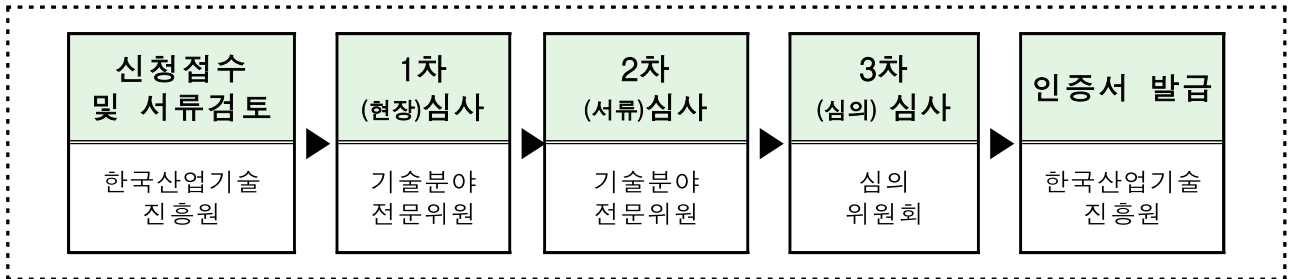 신청접수
및 서류검토
한국산업기술
진흥원
1차
(현장)심사
기술분야
전문위원
2차
(서류)심사
기술분야
전문위원
3차
(심의) 심사
심의
위원회
인증서 발급
한국산업기술
진흥원